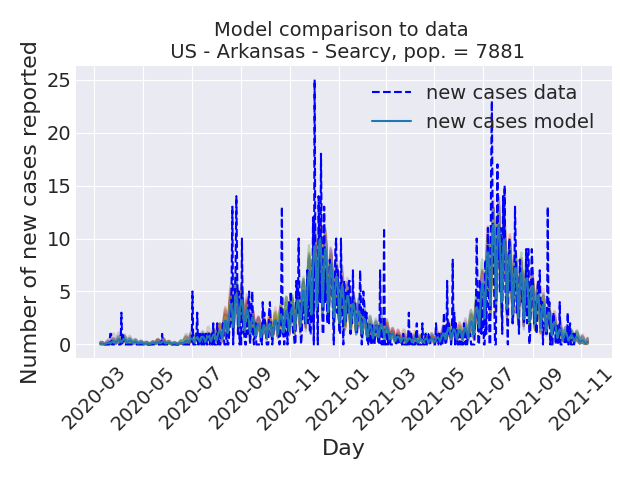 Model comparison to data
US - Arkansas - Searcy, pop. = 7881
Number of new cases reported
25
20
15
10
5
0
new cases data
new cases model
2020-03
2020-05
2020-07
2020-09
2020-11
2021-01
2021-03
2021-05
2021-07
2021-09
2021-11
Day